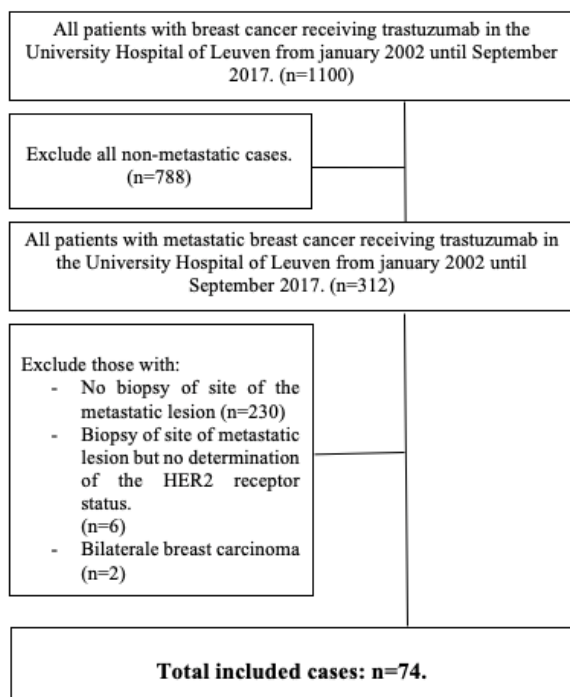 All patients with breast cancer receiving trastuzumab in the
University Hospital of Leuven from january 2002 until September
2017. (n=1100)
Exclude all non-metastatic cases.
(n=788)
All patients with metastatic breast cancer receiving trastuzumab in
the University Hospital of Leuven from january 2002 until
September 2017. (n=312)
Exclude those with:
- No biopsy of site of the
metastatic lesion (n=230)
- Biopsy of site of metastatic
lesion but no determination
of the HER2 receptor
status.
(n=6)
- Bilaterale breast carcinoma
(n=2)
Total included cases: n=74.